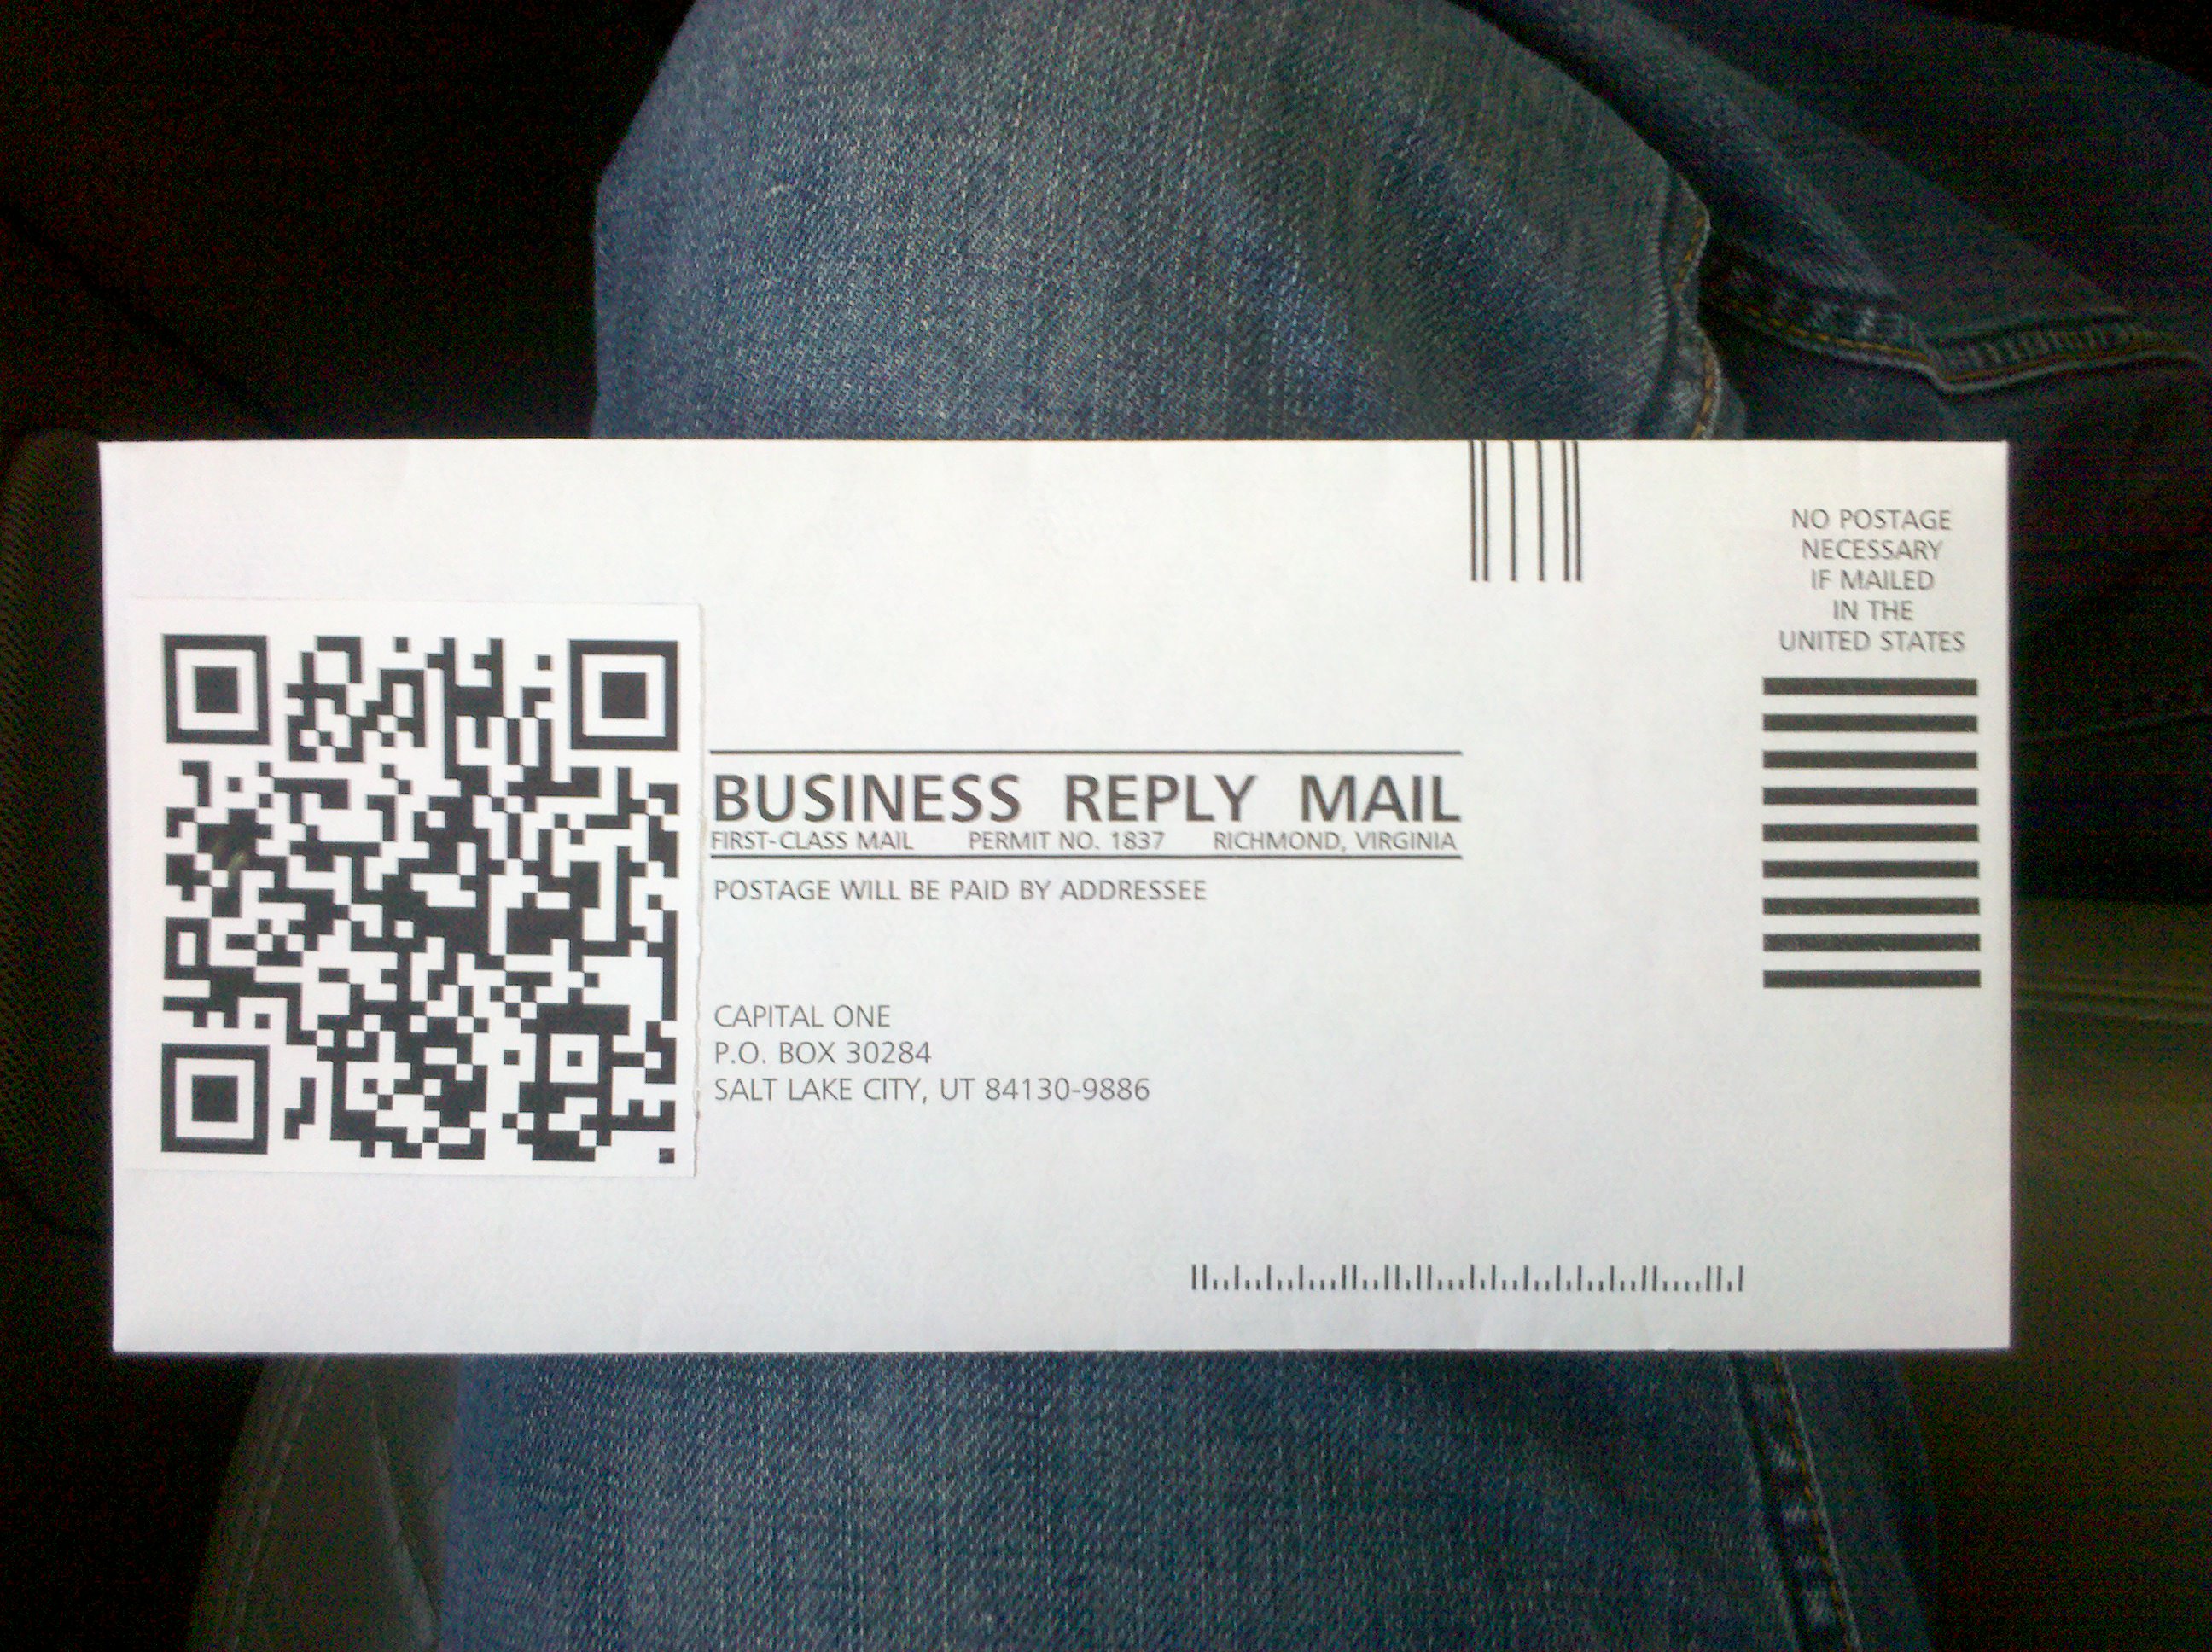 NO POSTAGE
NECESSARY
IF MAILED
IN THE
UNITED STATES
BUSINESS REPLY MAIL
FIRST-CLASS MAIL PERMIT NO. 1837 RICHMOND, VIRGINIA
POSTAGE WILL BE PAID BY ADDRESSEE
CAPITAL ONE
P.O. BOX 30284
SALT LAKE CITY, UT 84130-9886